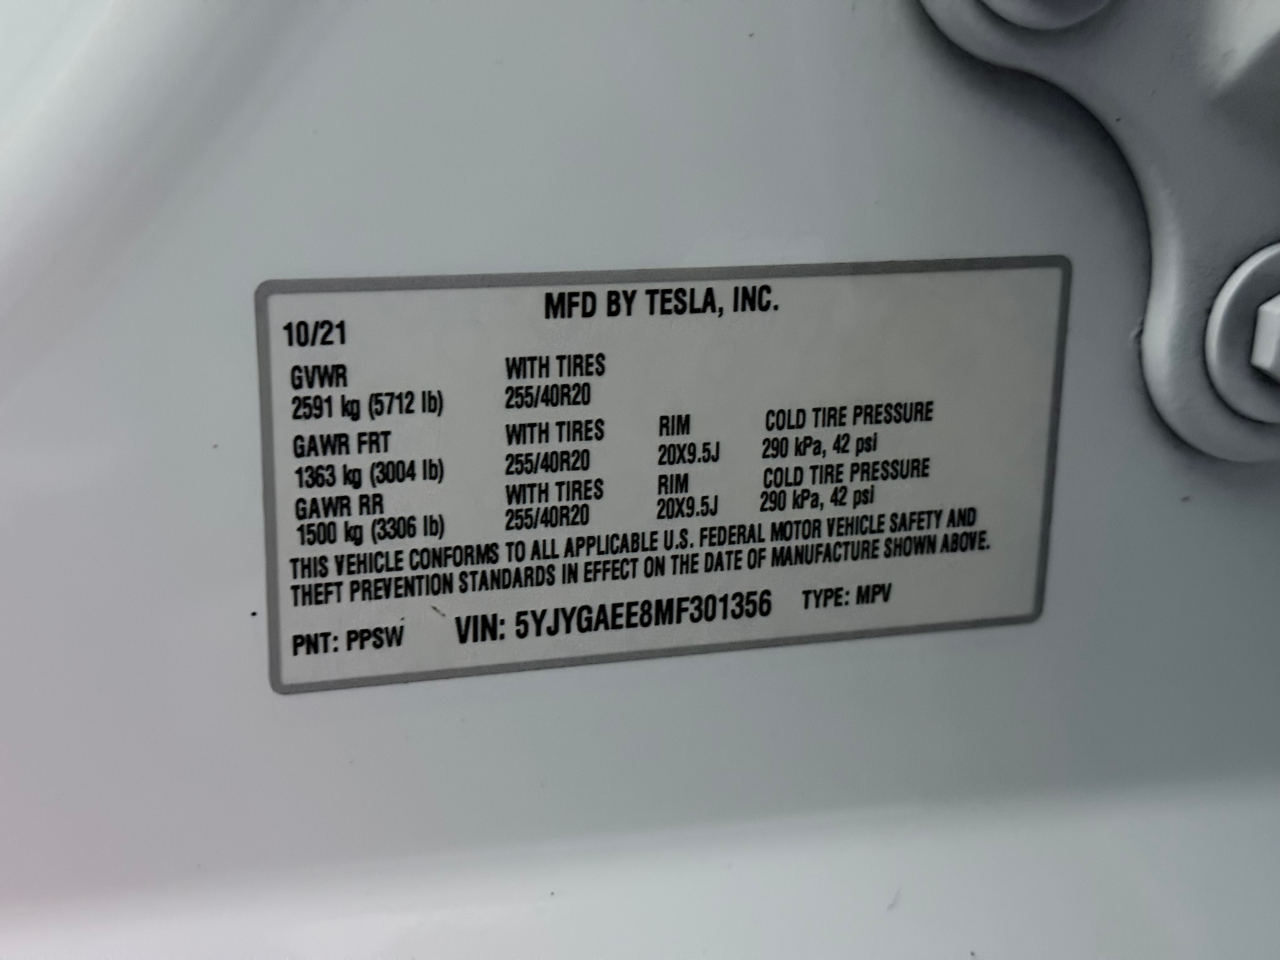 MFD BY TESLA, INC.
10/21
GVWR WITH TIRES
2591 kg (5712 lb) 255/40R20
GAWR FRT WITH TIRES RIM COLD TIRE PRESSURE
1363 kg (3004 lb) 255/40R20 20X9.5J 290 kPa, 42 psi
GAWR RR WITH TIRES RIM COLD TIRE PRESSURE
1500 kg (3306 lb) 255/40R20 20X9.5J 290 kPa, 42 psi
THIS VEHICLE CONFORMS TO ALL APPLICABLE U.S. FEDERAL MOTOR VEHICLE SAFETY AND
THEFT PREVENTION STANDARDS IN EFFECT ON THE DATE OF MANUFACTURE SHOWN ABOVE.
PNT: PPSW VIN: 5YJYGAEE8MF301356 TYPE: MPV